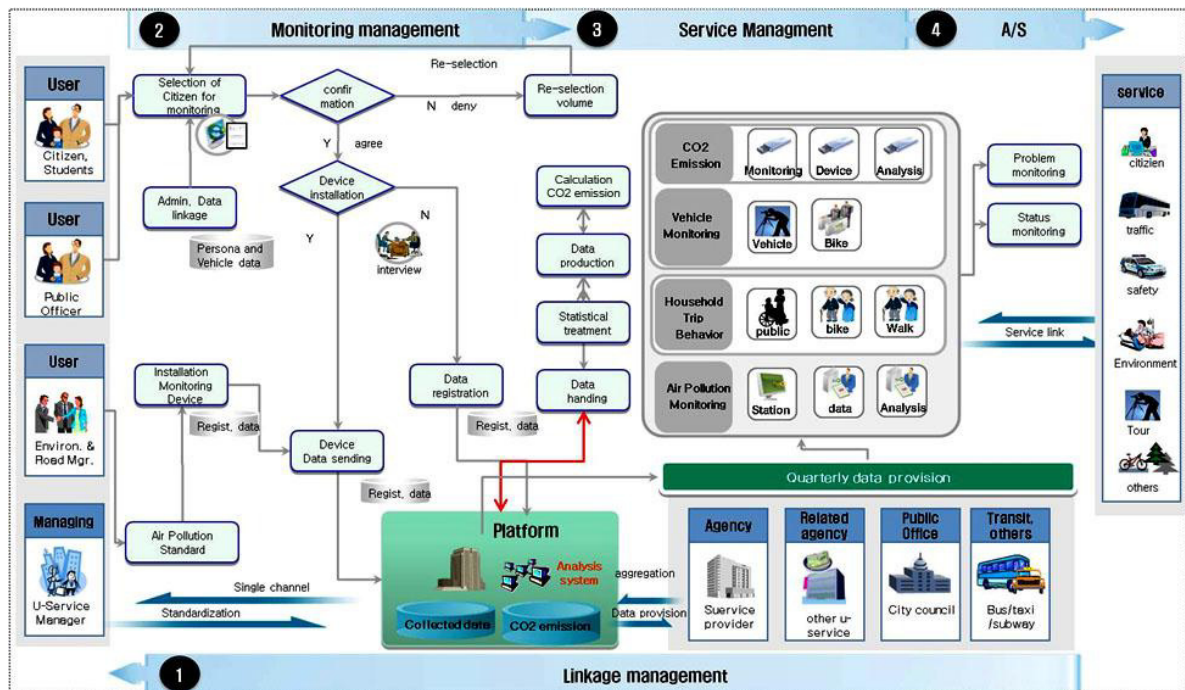 2
Monitoring management
3
Service Managment
4
A/S
User
Citizen,
Students
User
Public
Officer
User
Environ. &
Road Mgr.
Managing
U-Service
Manager
Selection of
Citizen for
monitoring
confir
mation
Re-selection
N deny
Re-selection
volume
Y agree
Admin, Data
linkage
Persona and
Vehicle data
Device
installation
Y
N
interview
Installation
Monitoring
Device
Regist, data
Air Pollution
Standard
Device
Data sending
Regist, data
Data
registration
Regist, data
Calculation
CO2 emission
Data
production
Statistical
treatment
Data
handing
CO2
Emission
Monitoring
Device
Analysis
Vehicle
Monitoring
Vehicle
Bike
Household
Trip
Behavior
public
bike
Walk
Air Pollution
Monitoring
Station
data
Analysis
Problem
monitoring
Status
monitoring
Service link
service
citizien
traffic
safety
Environment
Tour
others
Quarterly data provision
Platform
Analysis
system
Collected data
CO2 emission
Single channel
Standardization
aggregation
Data provision
Agency
Suervice
provider
Related
agency
other u-
service
Public
Office
City council
Transit,
others
Bus/taxi
/subway
1
Linkage management